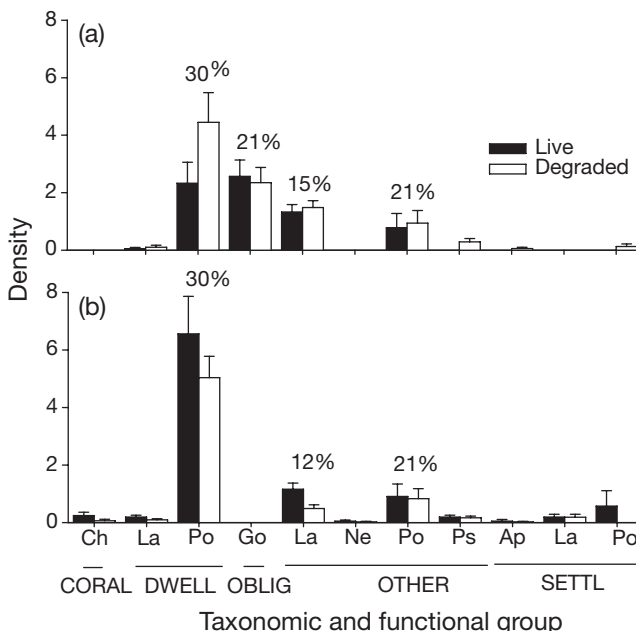 (a)
8
6
4
2
0
30%
21%
15%
21%
Live
Degraded
Density
(b)
8
6
4
2
0
30%
12%
21%
Ch La Po Go La Ne Po Ps Ap La Po
CORAL DWELL OBLIG OTHER SETTL
Taxonomic and functional group